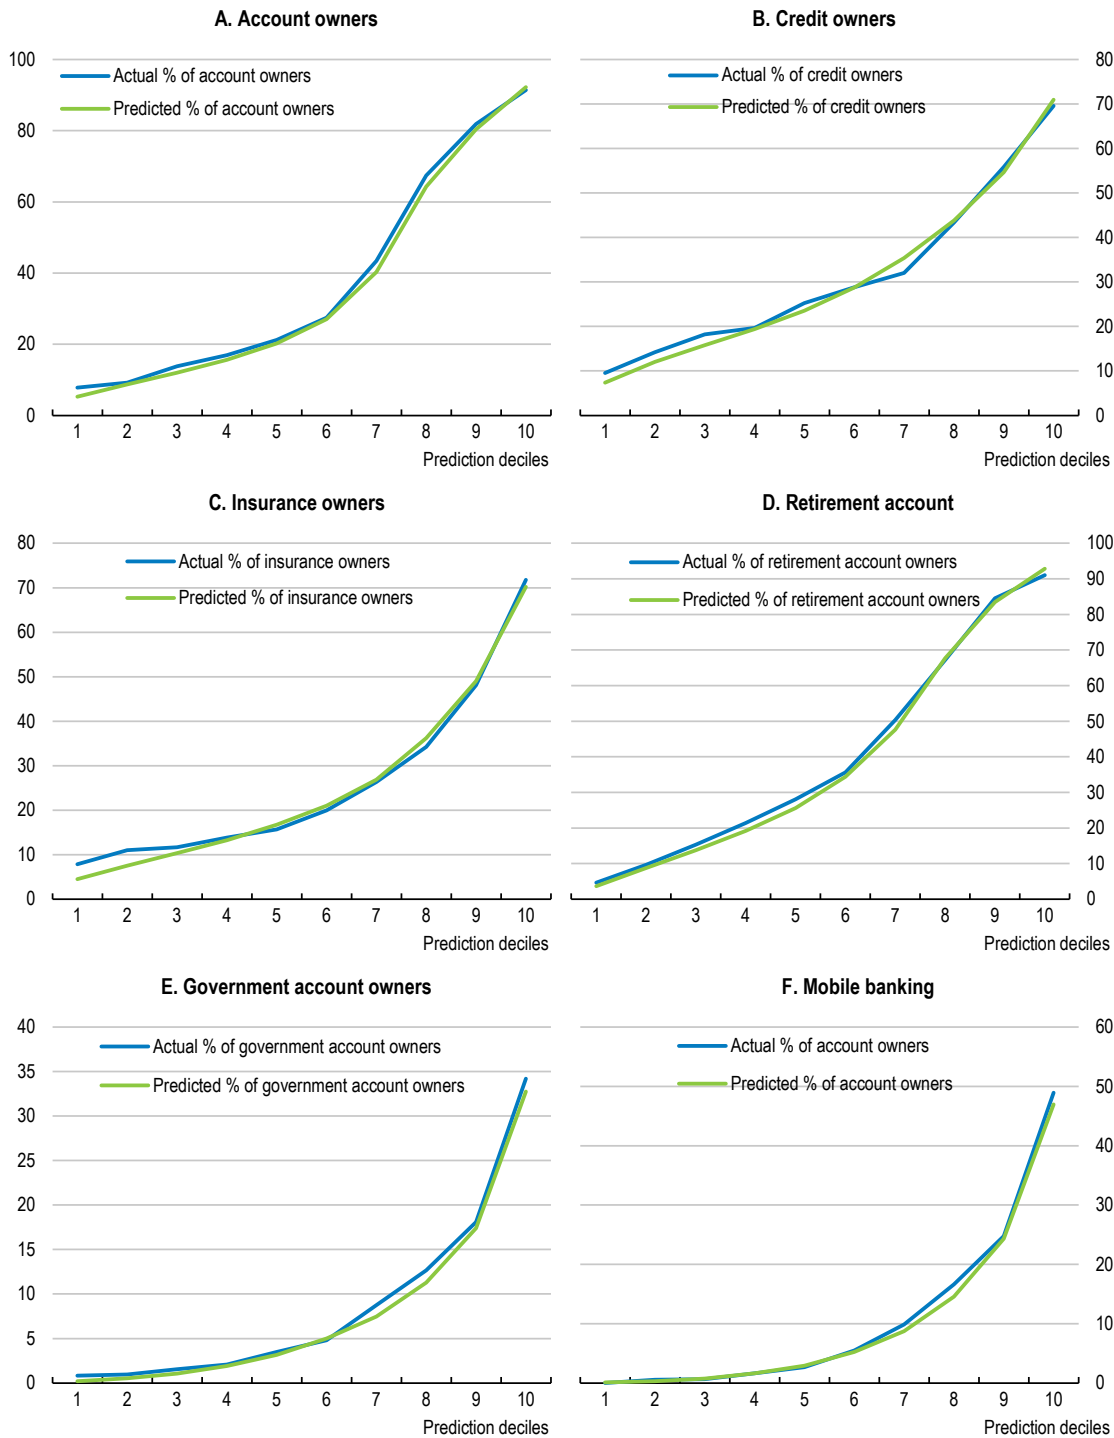 A. Account owners
100
80
60
40
20
0
Actual % of account owners
Predicted % of account owners
1 2 3 4 5 6 7 8 9 10
Prediction deciles
B. Credit owners
Actual % of credit owners
Predicted % of credit owners
80
70
60
50
40
30
20
10
0
1 2 3 4 5 6 7 8 9 10
Prediction deciles
C. Insurance owners
80
70
60
50
40
30
20
10
0
Actual % of insurance owners
Predicted % of insurance owners
1 2 3 4 5 6 7 8 9 10
Prediction deciles
D. Retirement account
Actual % of retirement account owners
Predicted % of retirement account owners
100
90
80
70
60
50
40
30
20
10
0
1 2 3 4 5 6 7 8 9 10
Prediction deciles
E. Government account owners
40
35
30
25
20
15
10
5
0
Actual % of government account owners
Predicted % of government account owners
1 2 3 4 5 6 7 8 9 10
Prediction deciles
F. Mobile banking
Actual % of account owners
Predicted % of account owners
60
50
40
30
20
10
0
1 2 3 4 5 6 7 8 9 10
Prediction deciles